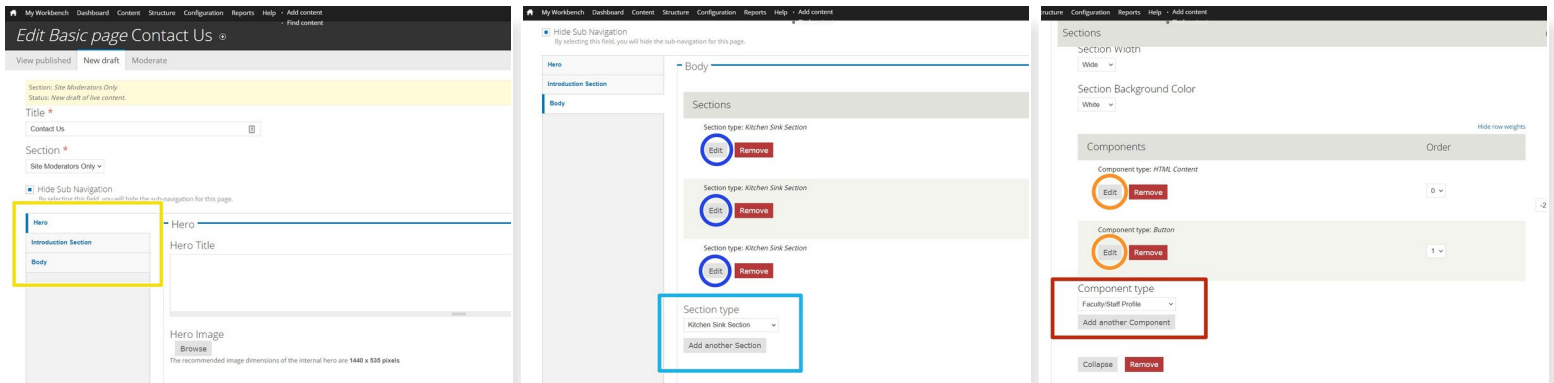 My Workbench Dashboard Content Structure Configuration Reports Help Add content
Find content
Edit Basic page Contact Us
View published New draft Moderate
Section: Site Moderators Only
Status: New draft of live content.
Title *
Contact Us
Section *
Site Moderators Only
Hide Sub Navigation
By selecting this field, you will hide the sub-navigation for this page.
Hero
Introduction Section
Body
Hero
Hero Title
Hero Image
Browse
The recommended image dimensions of the internal hero are 1440 x 535 pixels
My Workbench Dashboard Content Structure Configuration Reports Help Add content
Hide Sub Navigation
By selecting this field, you will hide the sub-navigation for this page.
Hero
Introduction Section
Body
Body
Sections
Section type: Kitchen Sink Section
Edit Remove
Section type: Kitchen Sink Section
Edit Remove
Section type: Kitchen Sink Section
Edit Remove
Section type
Kitchen Sink Section
Add another Section
ructure Configuration Reports Help Add content
Sections
Section Width
Wide
Section Background Color
White
Hide row weights
Components Order
Component type: HTML Content
Edit Remove 0
-2
Component type: Button
Edit Remove 1
Component type
Faculty/Staff Profile
Add another Component
Collapse Remove